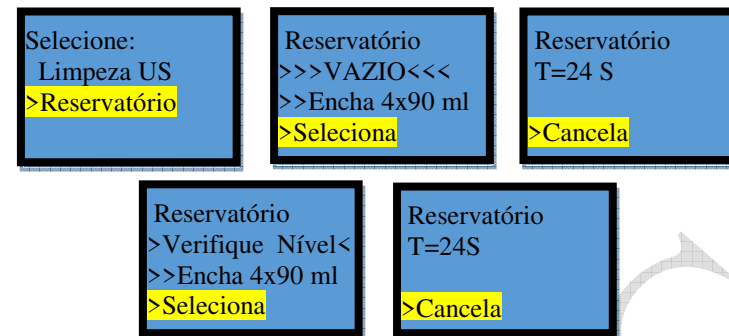 Selecione:
Limpeza US
>Reservatório
Reservatório
>>>VAZIO<<<
>>Encha 4x90 ml
>Seleciona
Reservatório
T=24 S
>Cancela
Reservatório
>Verifique Nível<
>>Encha 4x90 ml
>Seleciona
Reservatório
T=24S
>Cancela